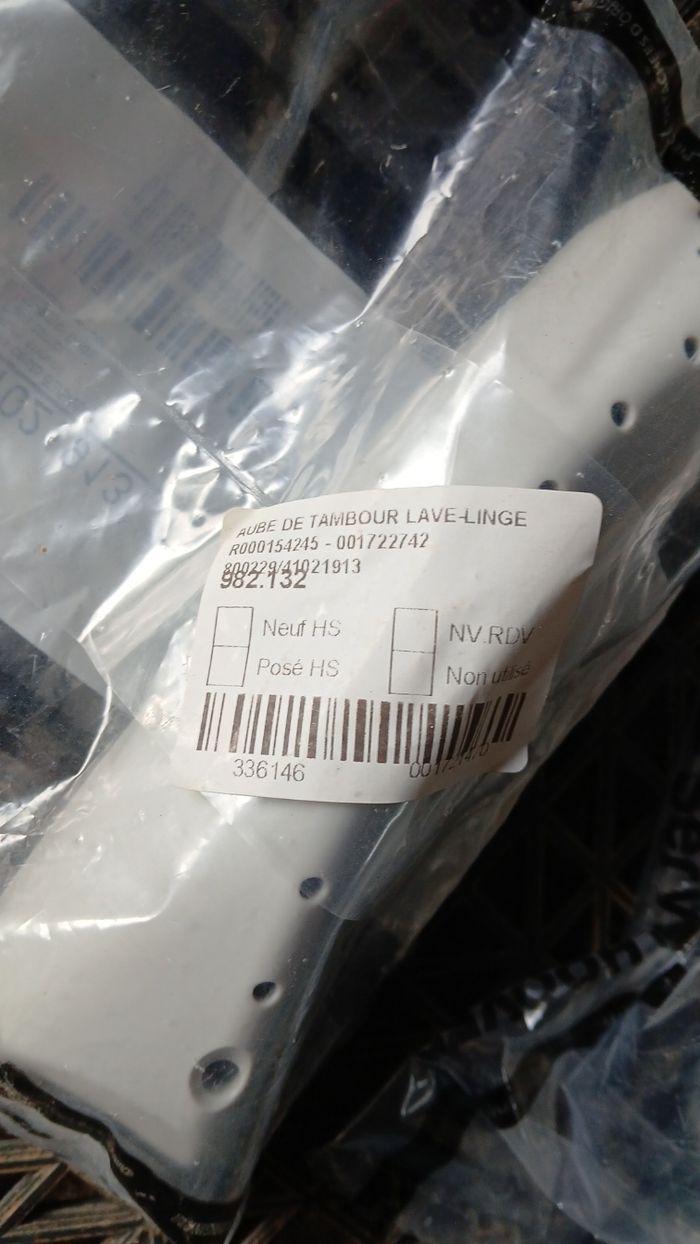 AUBE DE TAMBOUR LAVE-LINGE
R000154245 - 001722742
800229/41021913
982.132
Neuf HS
NV.RDV
Posé HS
Non utilisé
336146